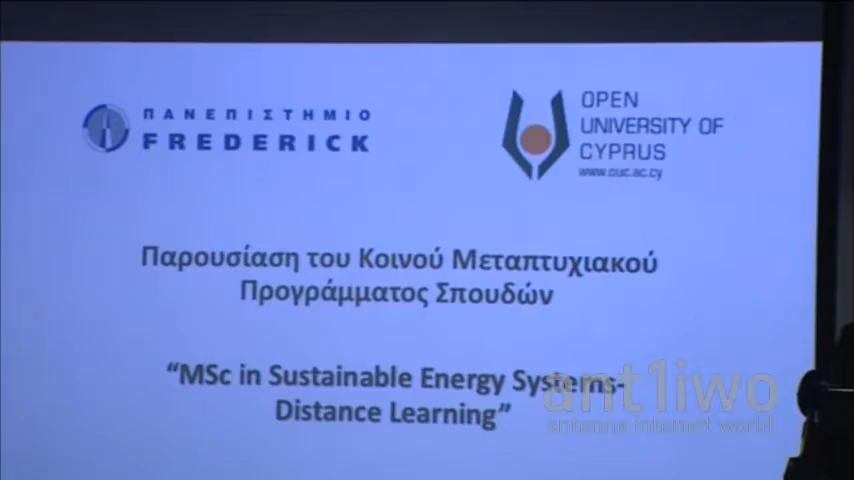 ΠΑΝΕΠΙΣΤΗΜΙΟ
FREDERICK
OPEN
UNIVERSITY OF
CYPRUS
www.ouc.ac.cy
Παρουσίαση του Κοινού Μεταπτυχιακού
Προγράμματος Σπουδών
“MSc in Sustainable Energy Systems-
Distance Learning”
ant1iwo
antenna internet world